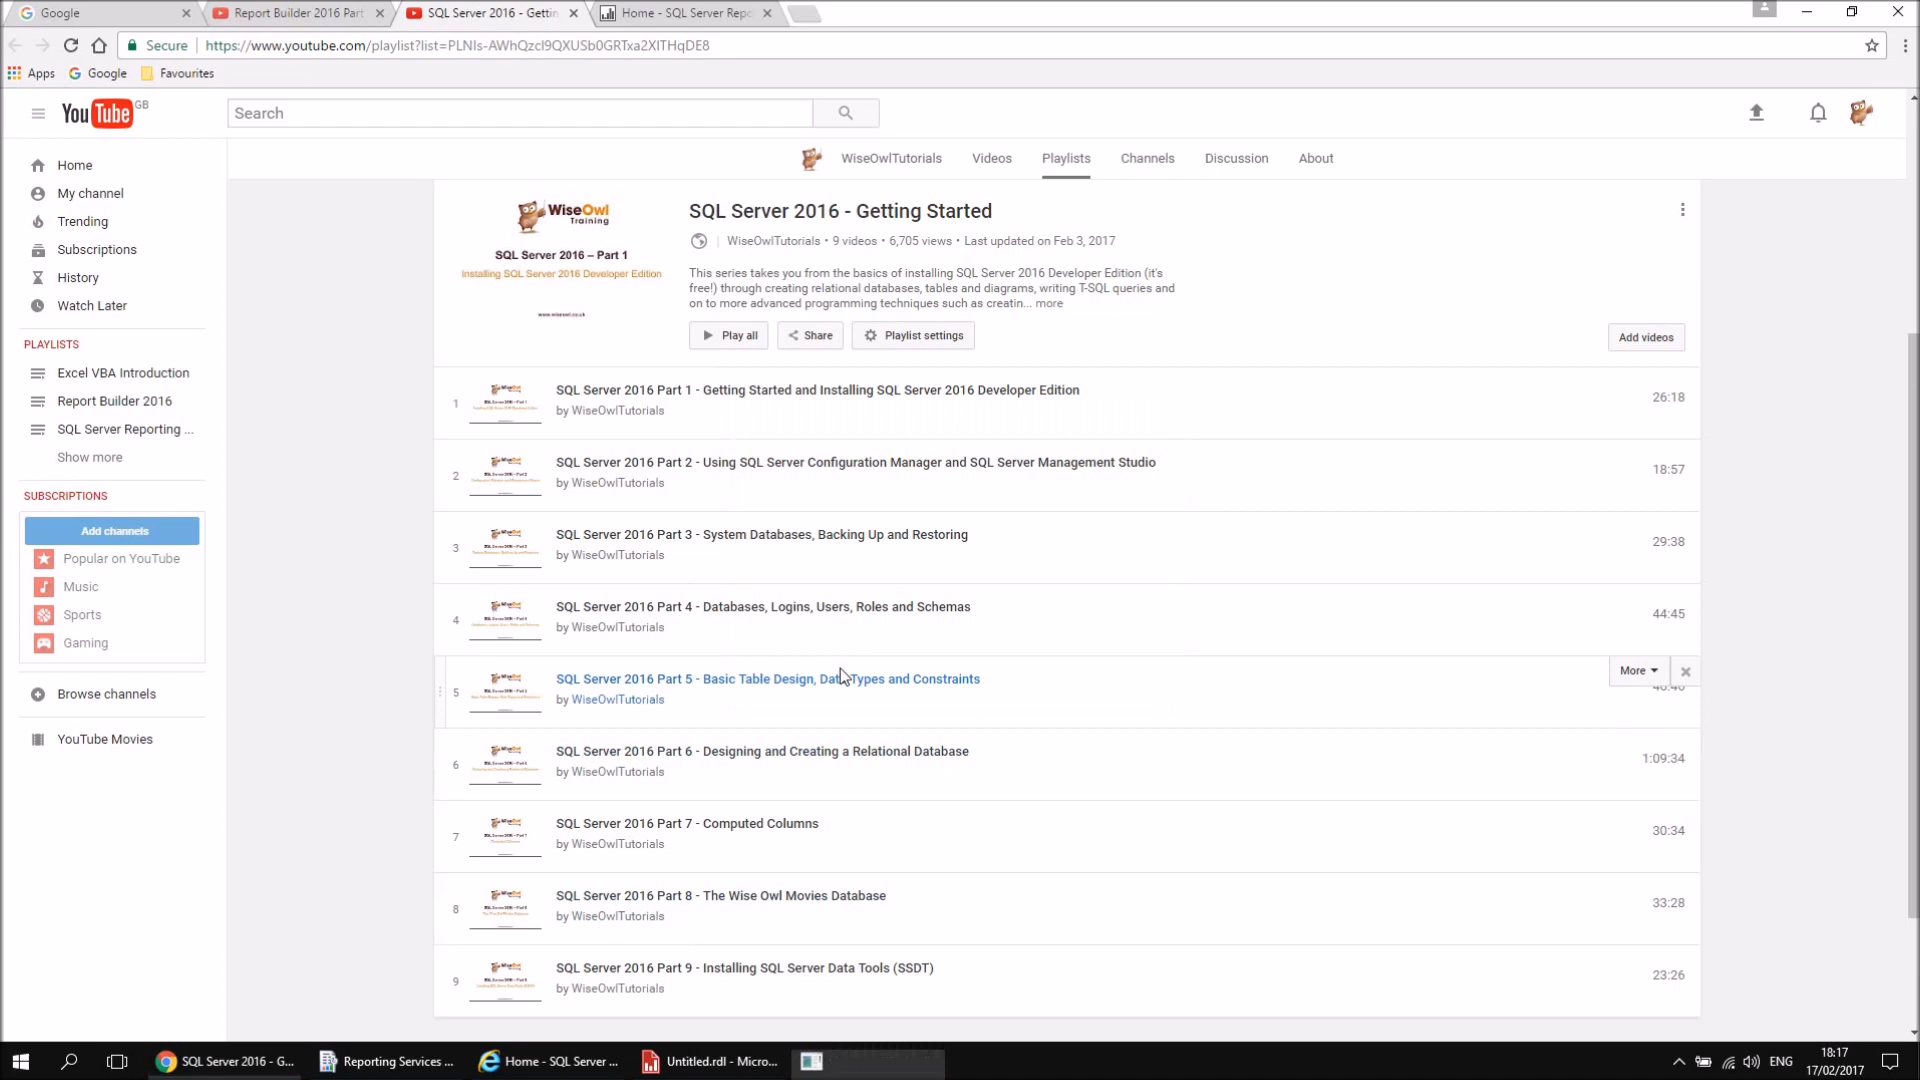 Google
Report Builder 2016 Part
SQL Server 2016 - Gettin
Home - SQL Server Repo
Secure
https://www.youtube.com/playlist?list=PLNIs-AWhQzcl9QXUSb0GRTxa2XITHqDE8
Apps
Google
Favourites
YouTube GB
Search
Home
My channel
Trending
Subscriptions
History
Watch Later
PLAYLISTS
Excel VBA Introduction
Report Builder 2016
SQL Server Reporting ...
Show more
SUBSCRIPTIONS
Add channels
Popular on YouTube
Music
Sports
Gaming
Browse channels
YouTube Movies
WiseOwlTutorials
Videos
Playlists
Channels
Discussion
About
WiseOwl
Training
SQL Server 2016 – Part 1
Installing SQL Server 2016 Developer Edition
www.wiseowl.co.uk
SQL Server 2016 - Getting Started
WiseOwlTutorials • 9 videos • 6,705 views • Last updated on Feb 3, 2017
This series takes you from the basics of installing SQL Server 2016 Developer Edition (it's
free!) through creating relational databases, tables and diagrams, writing T-SQL queries and
on to more advanced programming techniques such as creatin... more
Play all
Share
Playlist settings
Add videos
1
SQL Server 2016 Part 1 - Getting Started and Installing SQL Server 2016 Developer Edition
by WiseOwlTutorials
26:18
2
SQL Server 2016 Part 2 - Using SQL Server Configuration Manager and SQL Server Management Studio
by WiseOwlTutorials
18:57
3
SQL Server 2016 Part 3 - System Databases, Backing Up and Restoring
by WiseOwlTutorials
29:38
4
SQL Server 2016 Part 4 - Databases, Logins, Users, Roles and Schemas
by WiseOwlTutorials
44:45
5
SQL Server 2016 Part 5 - Basic Table Design, Data Types and Constraints
by WiseOwlTutorials
More
6
SQL Server 2016 Part 6 - Designing and Creating a Relational Database
by WiseOwlTutorials
1:09:34
7
SQL Server 2016 Part 7 - Computed Columns
by WiseOwlTutorials
30:34
8
SQL Server 2016 Part 8 - The Wise Owl Movies Database
by WiseOwlTutorials
33:28
9
SQL Server 2016 Part 9 - Installing SQL Server Data Tools (SSDT)
by WiseOwlTutorials
23:26
SQL Server 2016 - G...
Reporting Services ...
Home - SQL Server ...
Untitled.rdl - Micro...
ENG
18:17
17/02/2017